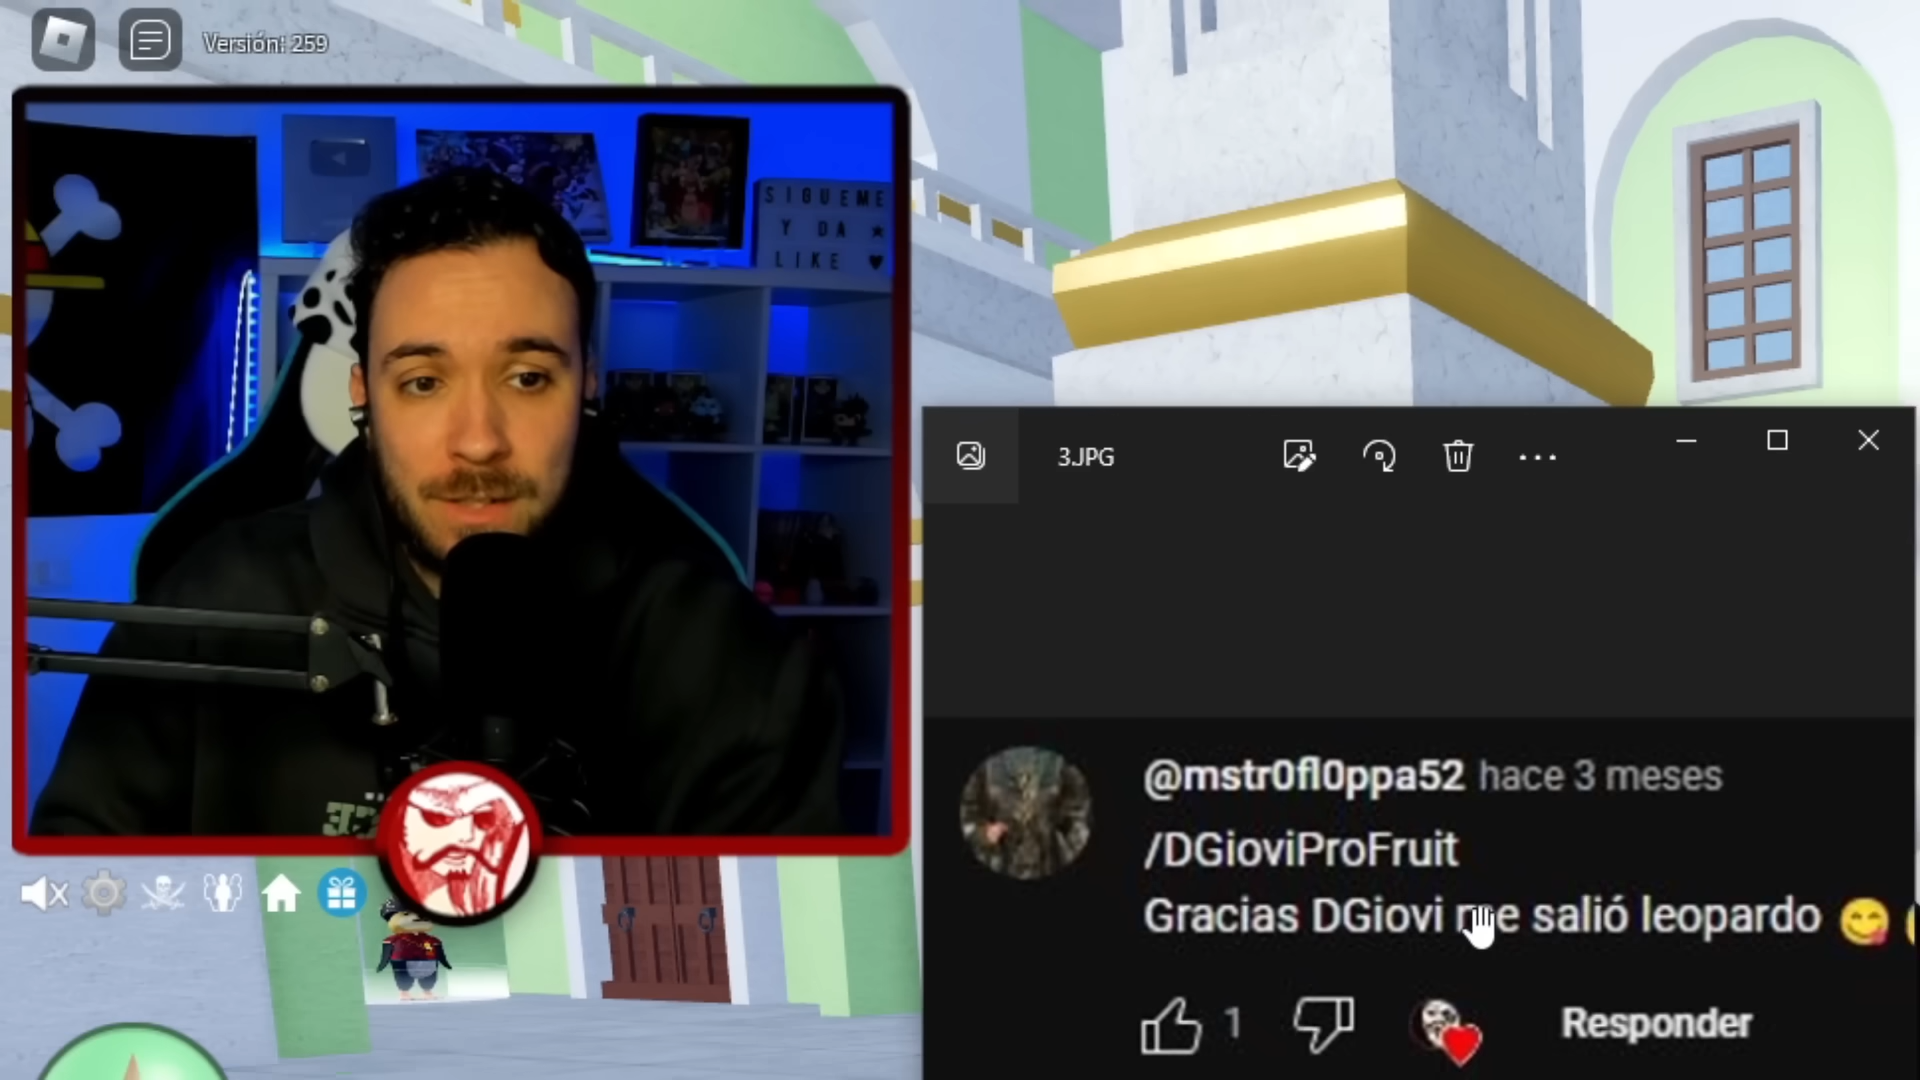 Versión: 259
SIGUEME
Y DA ★
LIKE ♥
3.JPG
@mstr0fl0ppa52 hace 3 meses
/DGioviProFruit
Gracias DGiovi me salió leopardo 😋
1
Responder